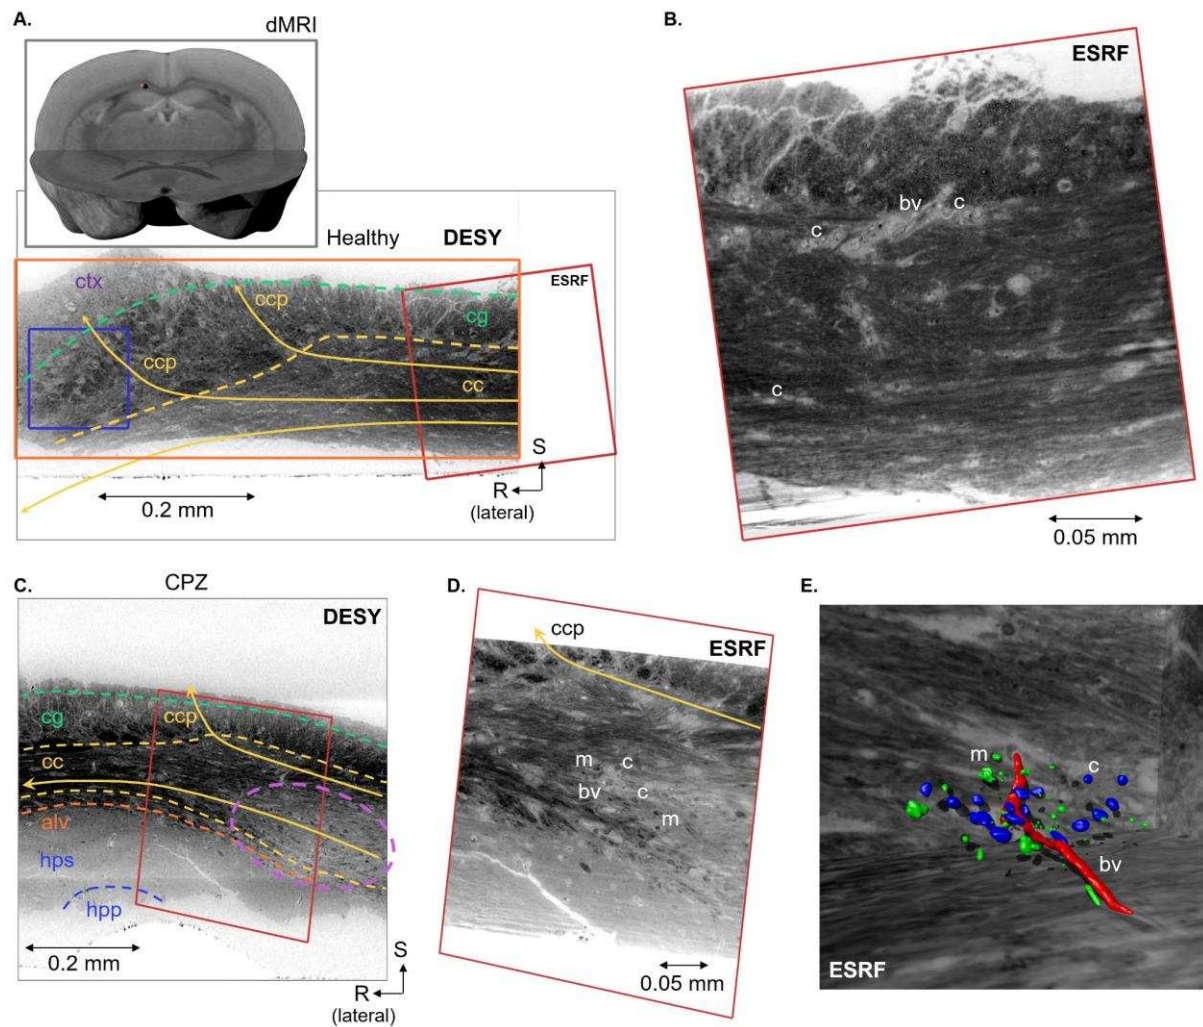 A.
dMRI
Healthy
DESY
ESRF
ctx
ccp
cg
ccp
cc
S
R
(lateral)
0.2 mm
B.
ESRF
bv
c
c
c
0.05 mm
C.
CPZ
DESY
cg
ccp
cc
alv
hps
hpp
0.2 mm
S
R
(lateral)
D.
ccp
ESRF
m
c
bv
c
m
0.05 mm
E.
m
c
bv
ESRF